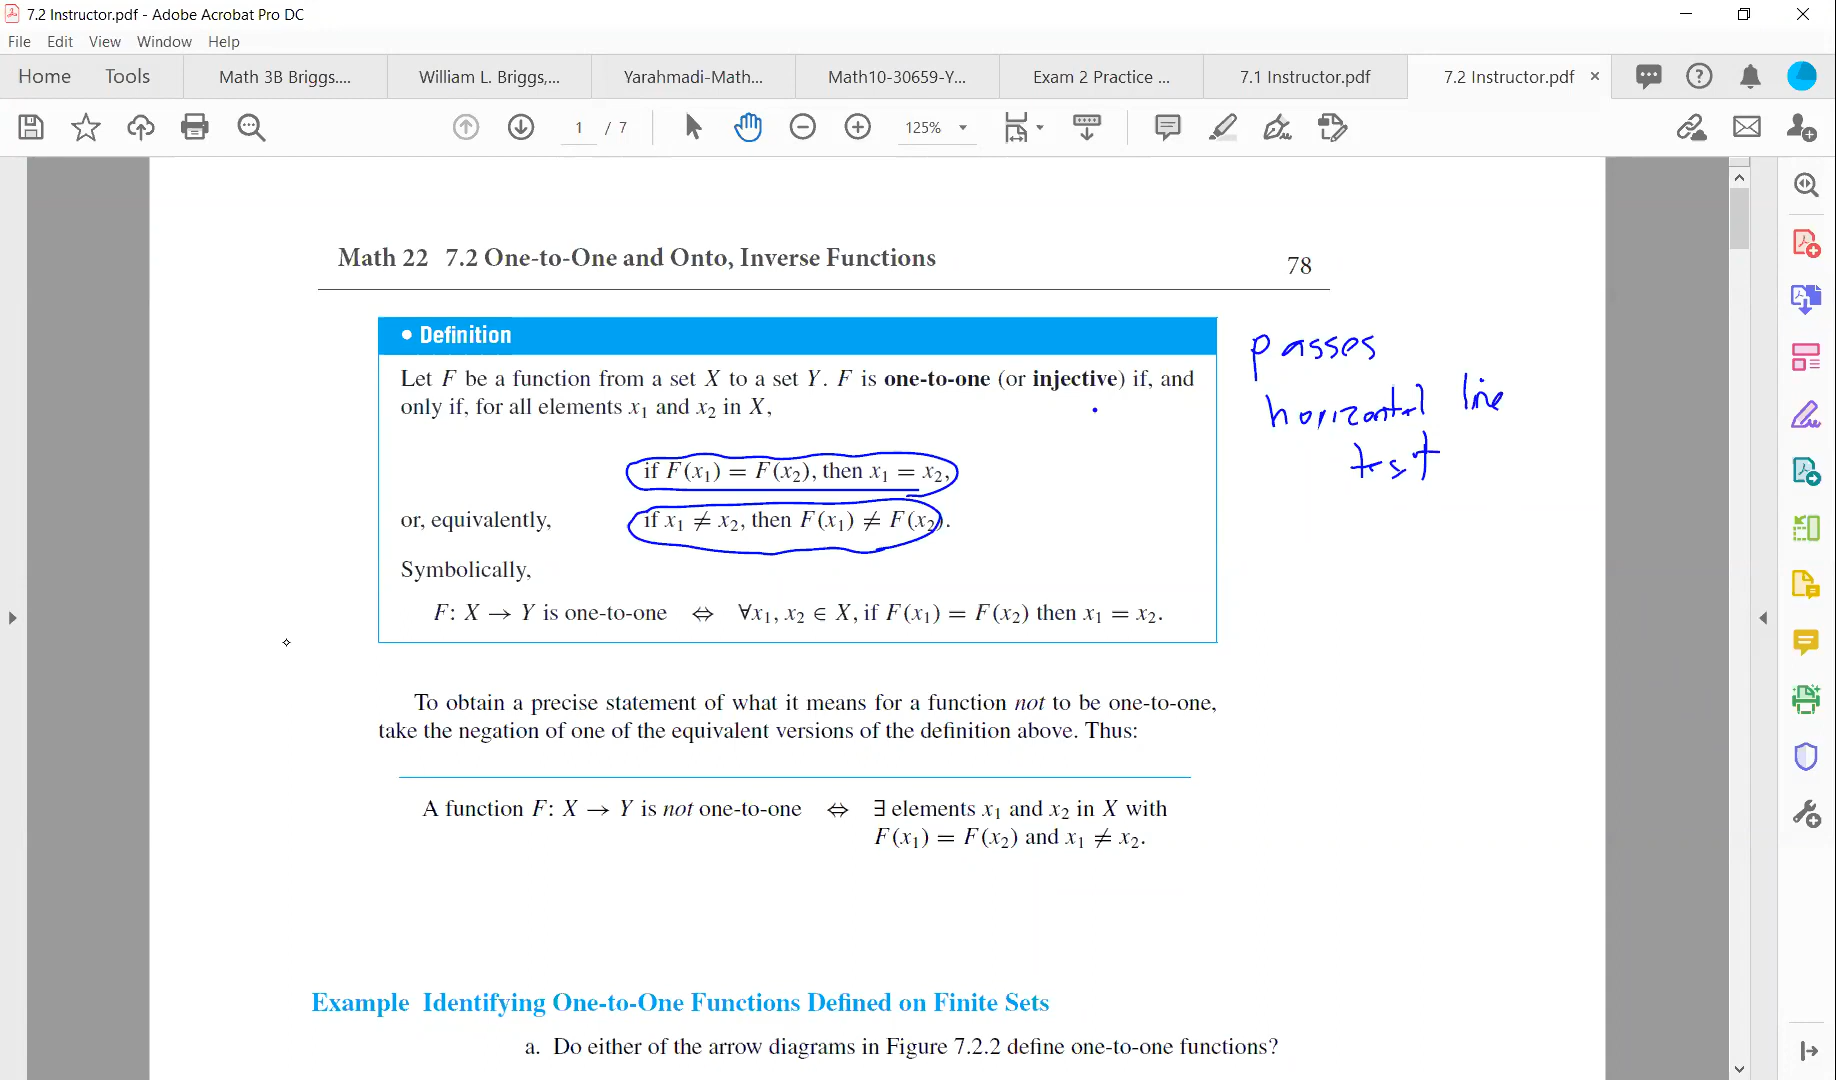 7.2 Instructor.pdf - Adobe Acrobat Pro DC
File Edit View Window Help
Home Tools Math 3B Briggs.... William L. Briggs,... Yarahmadi-Math... Math10-30659-Y... Exam 2 Practice ... 7.1 Instructor.pdf 7.2 Instructor.pdf ×
1 / 7 125%
Math 22 7.2 One-to-One and Onto, Inverse Functions 78
• Definition
Let F be a function from a set X to a set Y. F is one-to-one (or injective) if, and
only if, for all elements x₁ and x₂ in X,
if F(x₁) = F(x₂), then x₁ = x₂,
or, equivalently, if x₁ ≠ x₂, then F(x₁) ≠ F(x₂).
Symbolically,
F: X → Y is one-to-one ⇔ ∀x₁, x₂ ∈ X, if F(x₁) = F(x₂) then x₁ = x₂.
passes
horizontal line
test
To obtain a precise statement of what it means for a function not to be one-to-one,
take the negation of one of the equivalent versions of the definition above. Thus:
A function F: X → Y is not one-to-one ⇔ ∃ elements x₁ and x₂ in X with
F(x₁) = F(x₂) and x₁ ≠ x₂.
Example Identifying One-to-One Functions Defined on Finite Sets
a. Do either of the arrow diagrams in Figure 7.2.2 define one-to-one functions?